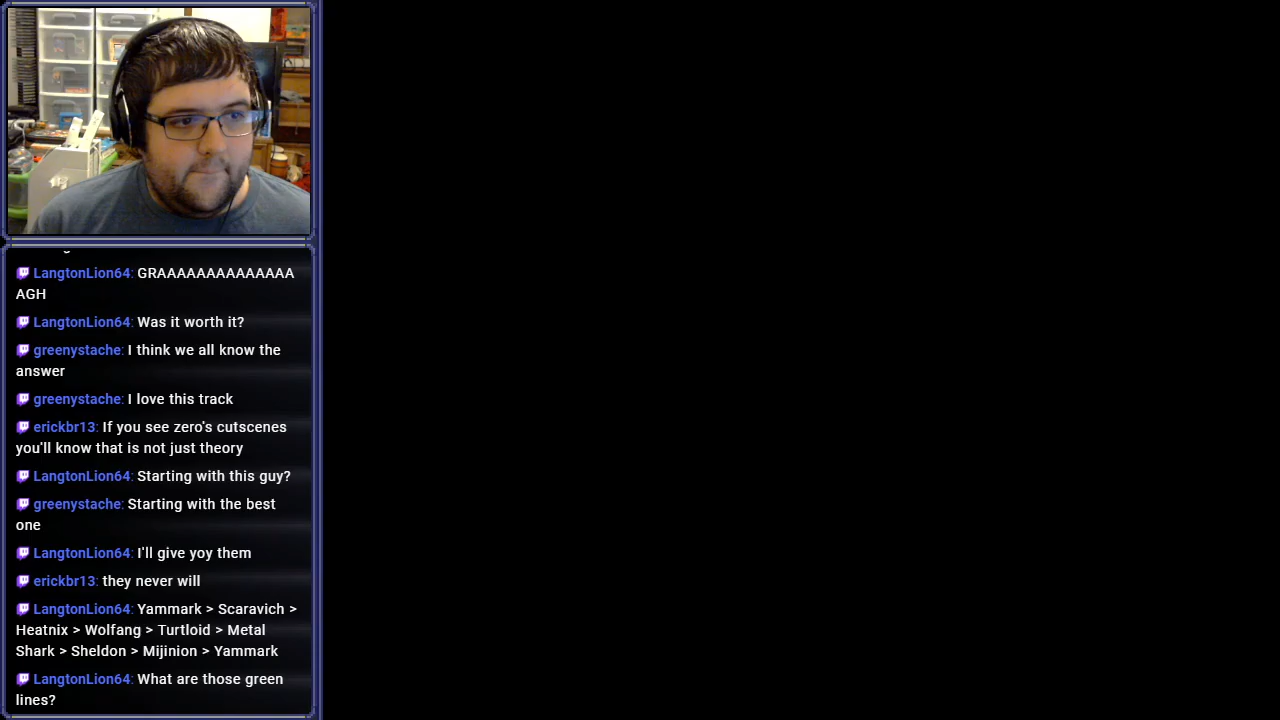 LangtonLion64: GRAAAAAAAAAAAAAA
AGH
LangtonLion64: Was it worth it?
greenystache: I think we all know the
answer
greenystache: I love this track
erickbr13: If you see zero's cutscenes
you'll know that is not just theory
LangtonLion64: Starting with this guy?
greenystache: Starting with the best
one
LangtonLion64: I'll give yoy them
erickbr13: they never will
LangtonLion64: Yammark > Scaravich >
Heatnix > Wolfang > Turtloid > Metal
Shark > Sheldon > Mijinion > Yammark
LangtonLion64: What are those green
lines?